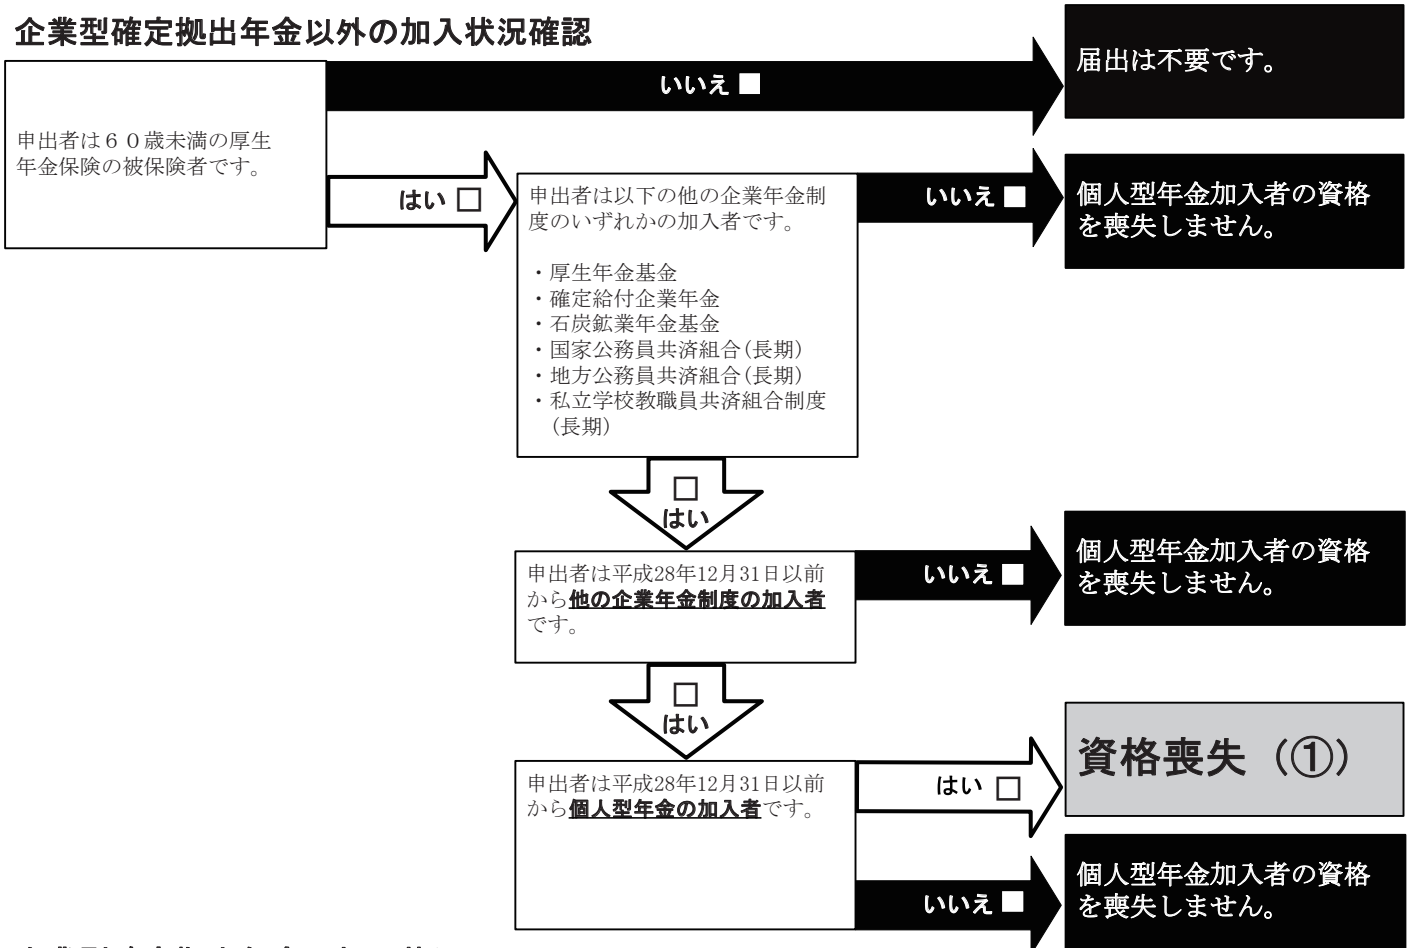 企業型確定拠出年金以外の加入状況確認
申出者は６０歳未満の厚生
年金保険の被保険者です。
いいえ □
届出は不要です。
はい □
申出者は以下の他の企業年金制
度のいずれかの加入者です。
・厚生年金基金
・確定給付企業年金
・石炭鉱業年金基金
・国家公務員共済組合(長期)
・地方公務員共済組合(長期)
・私立学校教職員共済組合制度
(長期)
いいえ □
個人型年金加入者の資格
を喪失しません。
□
はい
申出者は平成28年12月31日以前
から他の企業年金制度の加入者
です。
いいえ □
個人型年金加入者の資格
を喪失しません。
□
はい
申出者は平成28年12月31日以前
から個人型年金の加入者です。
はい □
資格喪失（①）
いいえ □
個人型年金加入者の資格
を喪失しません。